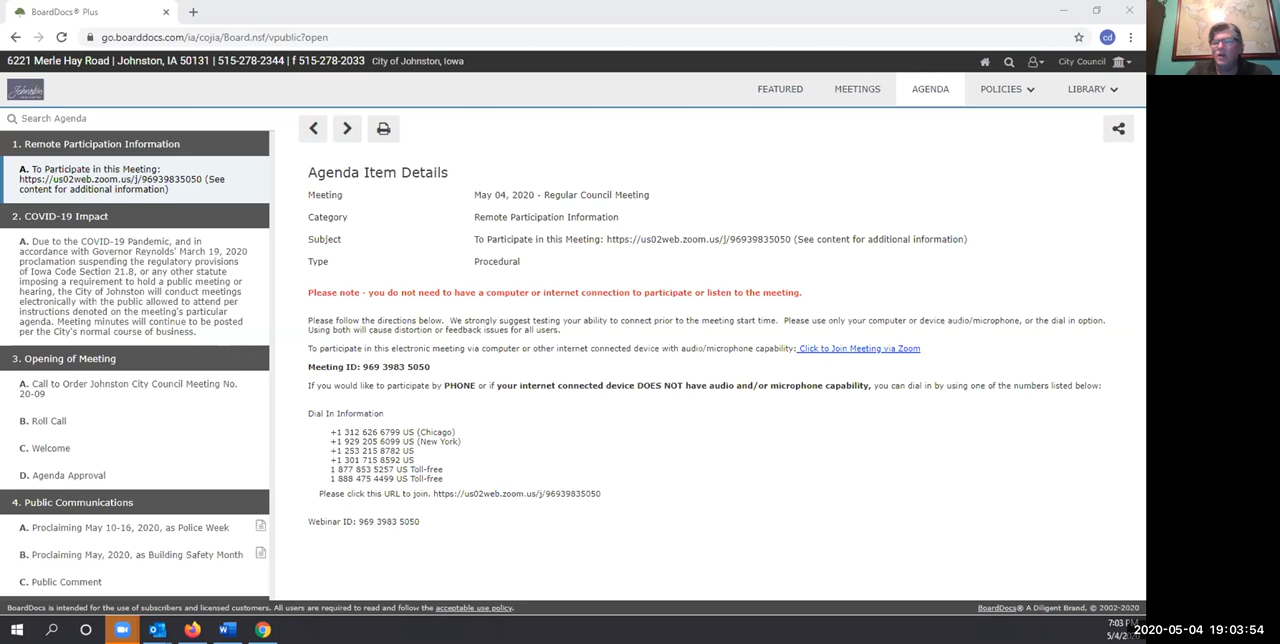 BoardDocs® Plus
go.boarddocs.com/ia/cojia/Board.nsf/vpublic?open
cd
6221 Merle Hay Road | Johnston, IA 50131 | 515-278-2344 | f 515-278-2033 City of Johnston, Iowa
City Council
Johnston
FEATURED MEETINGS AGENDA POLICIES LIBRARY
Search Agenda
1. Remote Participation Information
A. To Participate in this Meeting:
https://us02web.zoom.us/j/96939835050 (See
content for additional information)
2. COVID-19 Impact
A. Due to the COVID-19 Pandemic, and in
accordance with Governor Reynolds' March 19, 2020
proclamation suspending the regulatory provisions
of Iowa Code Section 21.8, or any other statute
imposing a requirement to hold a public meeting or
hearing, the City of Johnston will conduct meetings
electronically with the public allowed to attend per
instructions denoted on the meeting's particular
agenda. Meeting minutes will continue to be posted
per the City's normal course of business.
3. Opening of Meeting
A. Call to Order Johnston City Council Meeting No.
20-09
B. Roll Call
C. Welcome
D. Agenda Approval
4. Public Communications
A. Proclaiming May 10-16, 2020, as Police Week
B. Proclaiming May, 2020, as Building Safety Month
C. Public Comment
Agenda Item Details
Meeting May 04, 2020 - Regular Council Meeting
Category Remote Participation Information
Subject To Participate in this Meeting: https://us02web.zoom.us/j/96939835050 (See content for additional information)
Type Procedural
Please note - you do not need to have a computer or internet connection to participate or listen to the meeting.
Please follow the directions below. We strongly suggest testing your ability to connect prior to the meeting start time. Please use only your computer or device audio/microphone, or the dial in option.
Using both will cause distortion or feedback issues for all users.
To participate in this electronic meeting via computer or other internet connected device with audio/microphone capability: Click to Join Meeting via Zoom
Meeting ID: 969 3983 5050
If you would like to participate by PHONE or if your internet connected device DOES NOT have audio and/or microphone capability, you can dial in by using one of the numbers listed below:
Dial In Information
+1 312 626 6799 US (Chicago)
+1 929 205 6099 US (New York)
+1 253 215 8782 US
+1 301 715 8592 US
1 877 853 5257 US Toll-free
1 888 475 4499 US Toll-free
Please click this URL to join. https://us02web.zoom.us/j/96939835050
Webinar ID: 969 3983 5050
BoardDocs is intended for the use of subscribers and licensed customers. All users are required to read and follow the acceptable use policy.
BoardDocs® A Diligent Brand, © 2002-2020
7:03 PM
2020-05-04 19:03:54